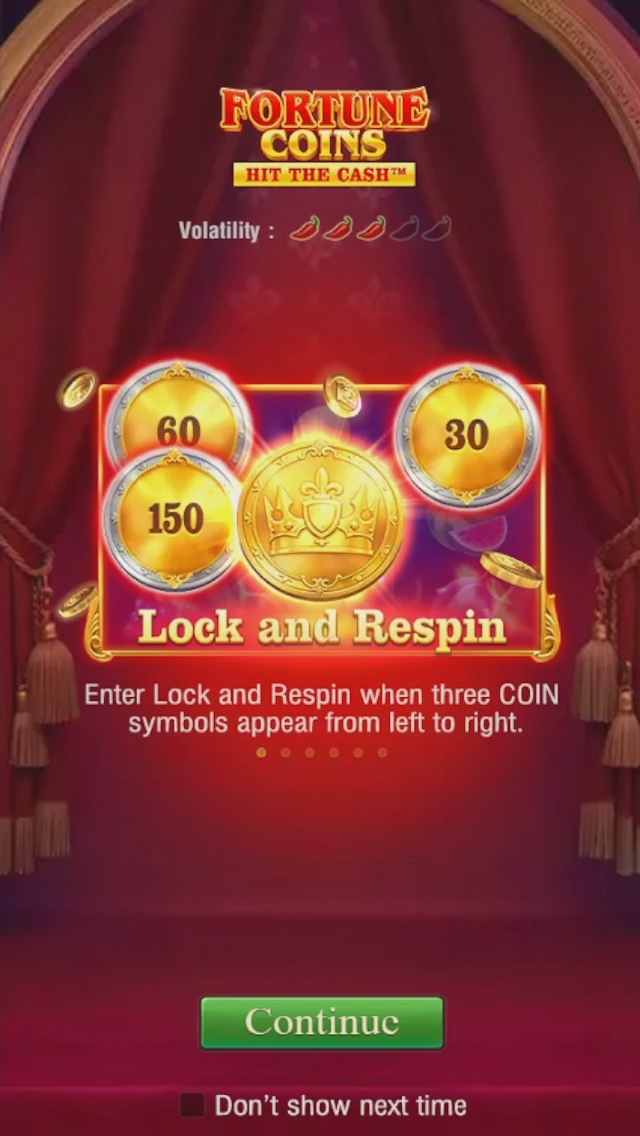 FORTUNE
COINS
HIT THE CASH™
Volatility :
60
30
150
Lock and Respin
Enter Lock and Respin when three COIN
symbols appear from left to right.
Continue
Don't show next time